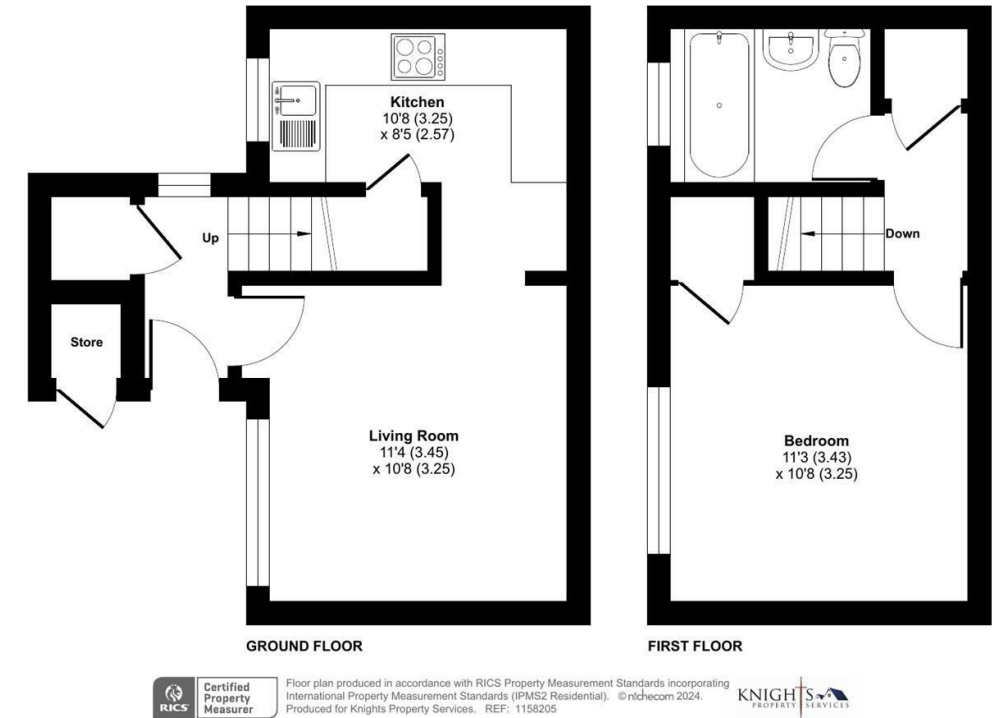 Kitchen
10'8 (3.25)
x 8'5 (2.57)
Up
Store
Living Room
11'4 (3.45)
x 10'8 (3.25)
GROUND FLOOR
Down
Bedroom
11'3 (3.43)
x 10'8 (3.25)
FIRST FLOOR
RICS
Certified
Property
Measurer
Floor plan produced in accordance with RICS Property Measurement Standards incorporating
International Property Measurement Standards (IPMS2 Residential). © nichecom 2024.
Produced for Knights Property Services. REF: 1158205
KNIGHTS
PROPERTY SERVICES